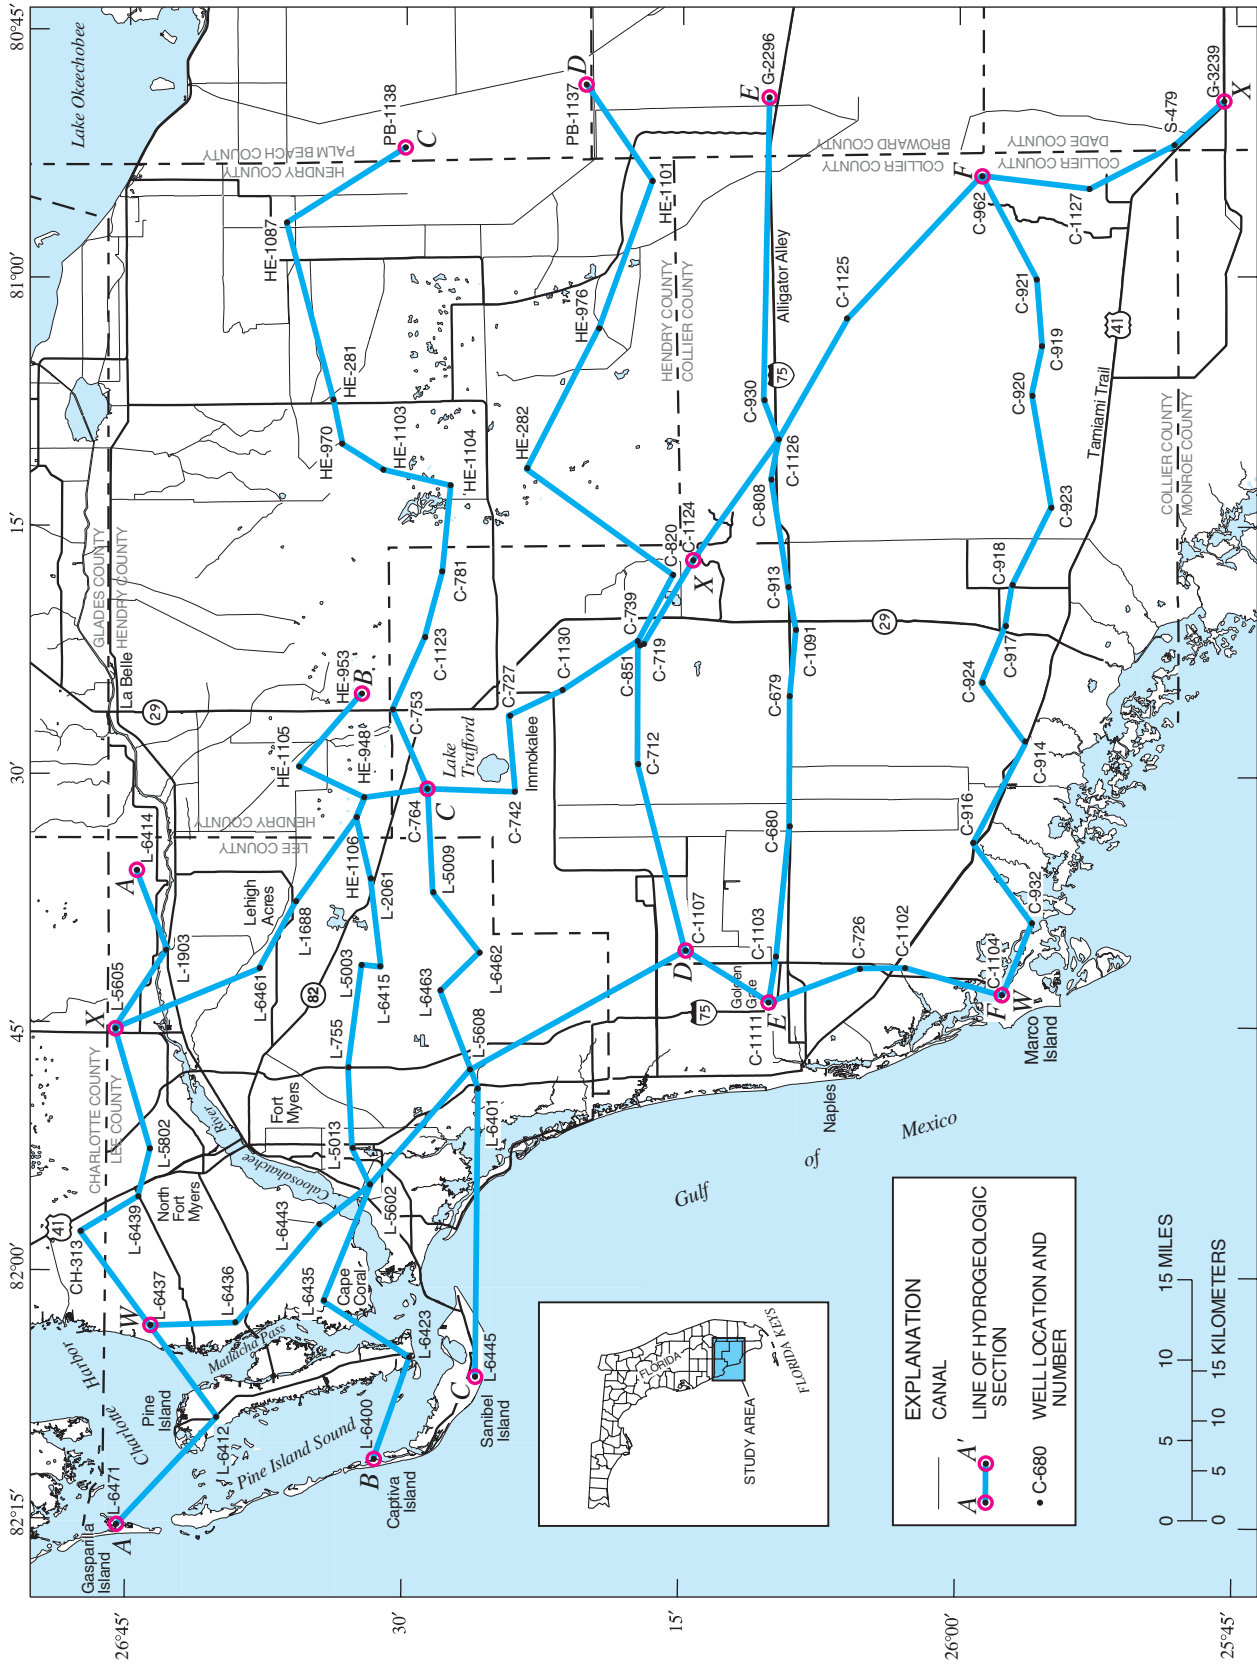 82°15′
82°00′
45′
30′
15′
81°00′
80°45′
26°45′
30′
15′
26°00′
25°45′
Lake Okeechobee
Gasparilla
Island
A
L-6471
Charlotte
Harbor
Pine
Island
L-6412
W
L-6437
CH-313
41
L-6439
L-5802
North
Fort
Myers
CHARLOTTE COUNTY
LEE COUNTY
X
L-5605
L-1903
A
L-6414
GLADES COUNTY
HENDRY COUNTY
La Belle
29
LEE COUNTY
HENDRY COUNTY
L-6436
Matlacha Pass
Pine Island Sound
L-6443
L-6435
Cape
Coral
Caloosahatchee
River
Fort
Myers
L-6461
Lehigh
Acres
L-1688
82
HE-1105
HE-948
HE-953
B
HE-1106
L-2061
L-5003
L-6415
L-755
L-5013
L-5602
L-6423
B
L-6400
Captiva
Island
C
L-6445
Sanibel
Island
L-6401
L-5608
L-6463
L-6462
L-5009
C-764
C
C-753
C-1123
C-781
HE-1104
HE-1103
HE-970
HE-281
HE-1087
HENDRY COUNTY
PALM BEACH COUNTY
PB-1138
C
Lake
Trafford
C-742
Immokalee
C-727
C-1130
C-851
C-739
C-719
C-712
C-820
HE-282
HE-976
HE-1101
PB-1137
D
C-1124
X
HENDRY COUNTY
COLLIER COUNTY
D
C-1107
75
Golden
Gate
C-1111
E
C-1103
C-680
C-679
C-1091
29
C-913
C-808
C-1126
C-930
75
Alligator Alley
E
G-2296
COLLIER COUNTY
BROWARD COUNTY
C-1125
Naples
C-726
C-1102
F
W
C-1104
Marco
Island
C-932
C-916
C-914
C-924
C-917
C-918
C-923
C-920
C-919
C-921
F
C-962
C-1127
COLLIER COUNTY
DADE COUNTY
S-479
G-3239
X
Tamiami Trail
41
COLLIER COUNTY
MONROE COUNTY
Gulf
of
Mexico
FLORIDA
STUDY AREA
FLORIDA KEYS
EXPLANATION
CANAL
A A′ LINE OF HYDROGEOLOGIC
SECTION
C-680 WELL LOCATION AND
NUMBER
0 5 10 15 MILES
0 5 10 15 KILOMETERS